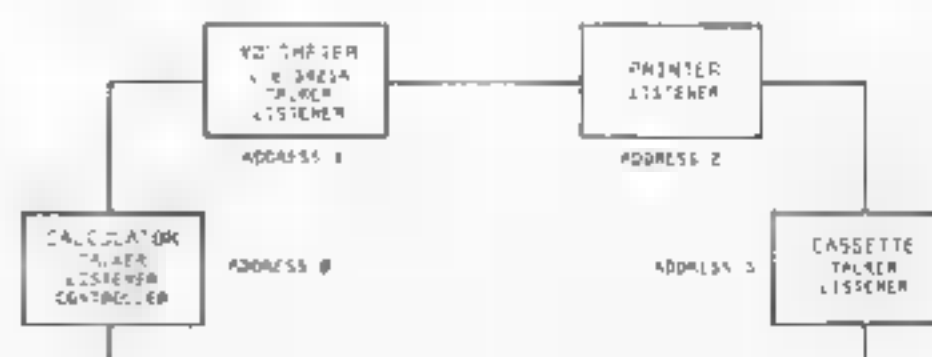 VOLTMETER
TALKER
LISTENER
ADDRESS 1
PRINTER
LISTENER
ADDRESS 2
CALCULATOR
TALKER
LISTENER
CONTROLLER
ADDRESS 0
CASSETTE
TALKER
LISTENER
ADDRESS 3